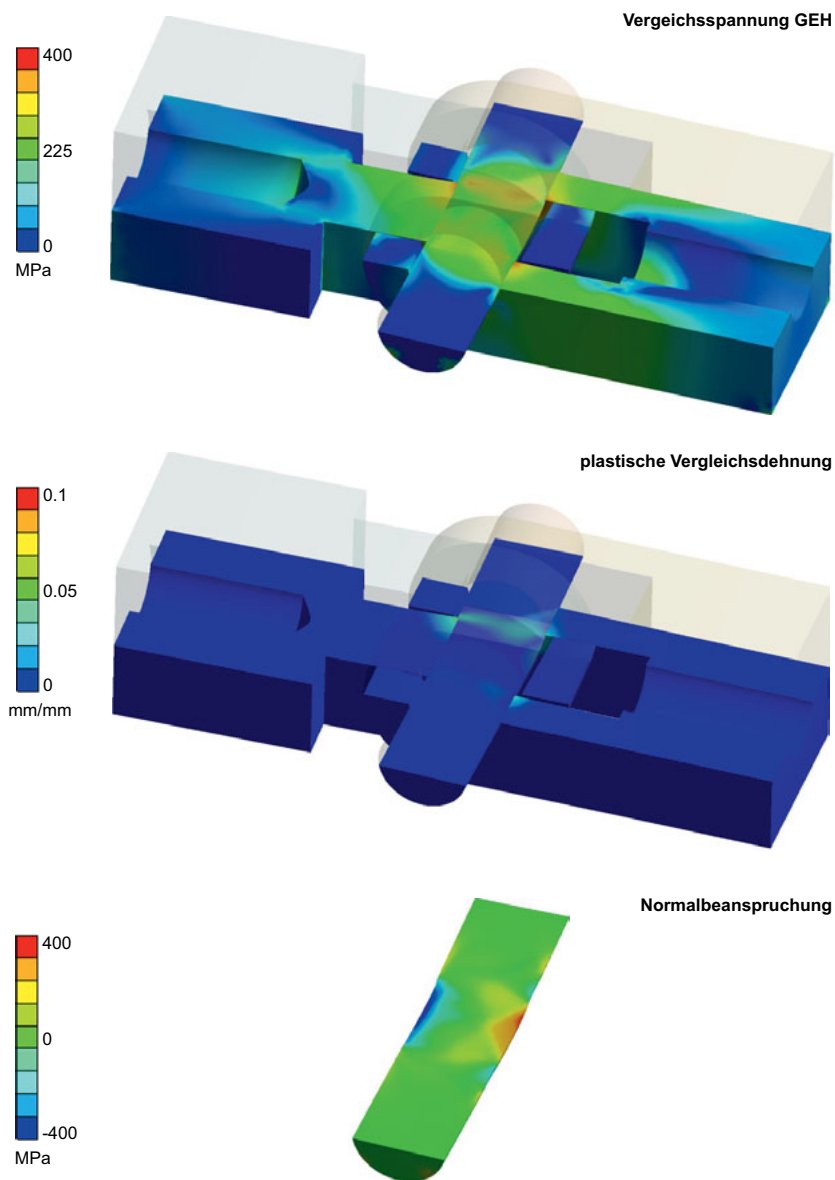 Vergeichsspannung GEH
400
225
0
MPa
plastische Vergleichsdehnung
0.1
0.05
0
mm/mm
Normalbeanspruchung
400
0
-400
MPa